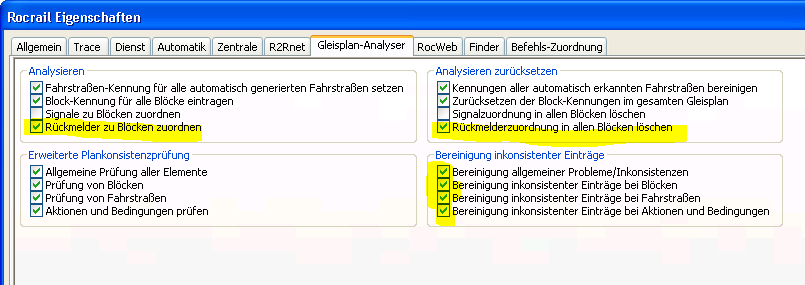 Rocrail Eigenschaften
Allgemein Trace Dienst Automatik Zentrale R2Rnet Gleisplan-Analyser RocWeb Finder Befehls-Zuordnung
Analysieren
Fahrstraßen-Kennung für alle automatisch generierten Fahrstraßen setzen
Block-Kennung für alle Blöcke eintragen
Signale zu Blöcken zuordnen
Rückmelder zu Blöcken zuordnen
Analysieren zurücksetzen
Kennungen aller automatisch erkannten Fahrstraßen bereinigen
Zurücksetzen der Block-Kennungen im gesamten Gleisplan
Signalzuordnung in allen Blöcken löschen
Rückmelderzuordnung in allen Blöcken löschen
Erweiterte Plankonsistenzprüfung
Allgemeine Prüfung aller Elemente
Prüfung von Blöcken
Prüfung von Fahrstraßen
Aktionen und Bedingungen prüfen
Bereinigung inkonsistenter Einträge
Bereinigung allgemeiner Probleme/Inkonsistenzen
Bereinigung inkonsistenter Einträge bei Blöcken
Bereinigung inkonsistenter Einträge bei Fahrstraßen
Bereinigung inkonsistenter Einträge bei Aktionen und Bedingungen